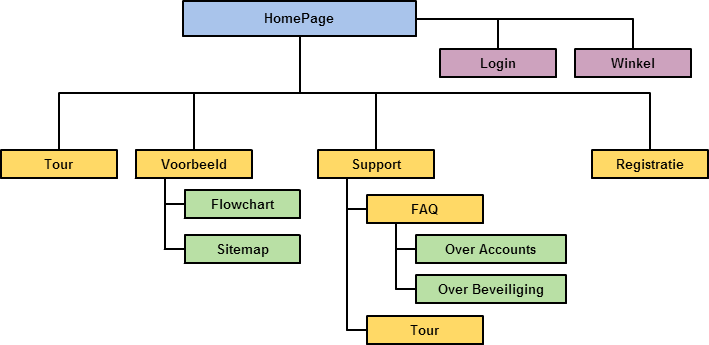 HomePage
Login
Winkel
Tour
Voorbeeld
Support
Registratie
Flowchart
Sitemap
FAQ
Over Accounts
Over Beveiliging
Tour